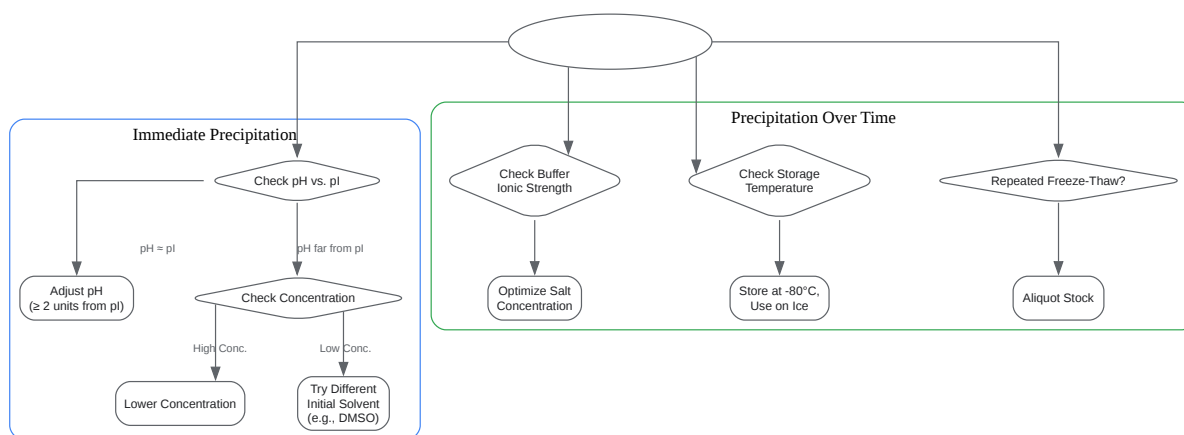 Immediate Precipitation
Precipitation Over Time
Check pH vs. pI
Check Buffer
Ionic Strength
Check Storage
Temperature
Repeated Freeze-Thaw?
pH ≈ pI
pH far from pI
Adjust pH
(≥ 2 units from pI)
Check Concentration
Optimize Salt
Concentration
Store at -80°C,
Use on Ice
Aliquot Stock
High Conc.
Low Conc.
Lower Concentration
Try Different
Initial Solvent
(e.g., DMSO)